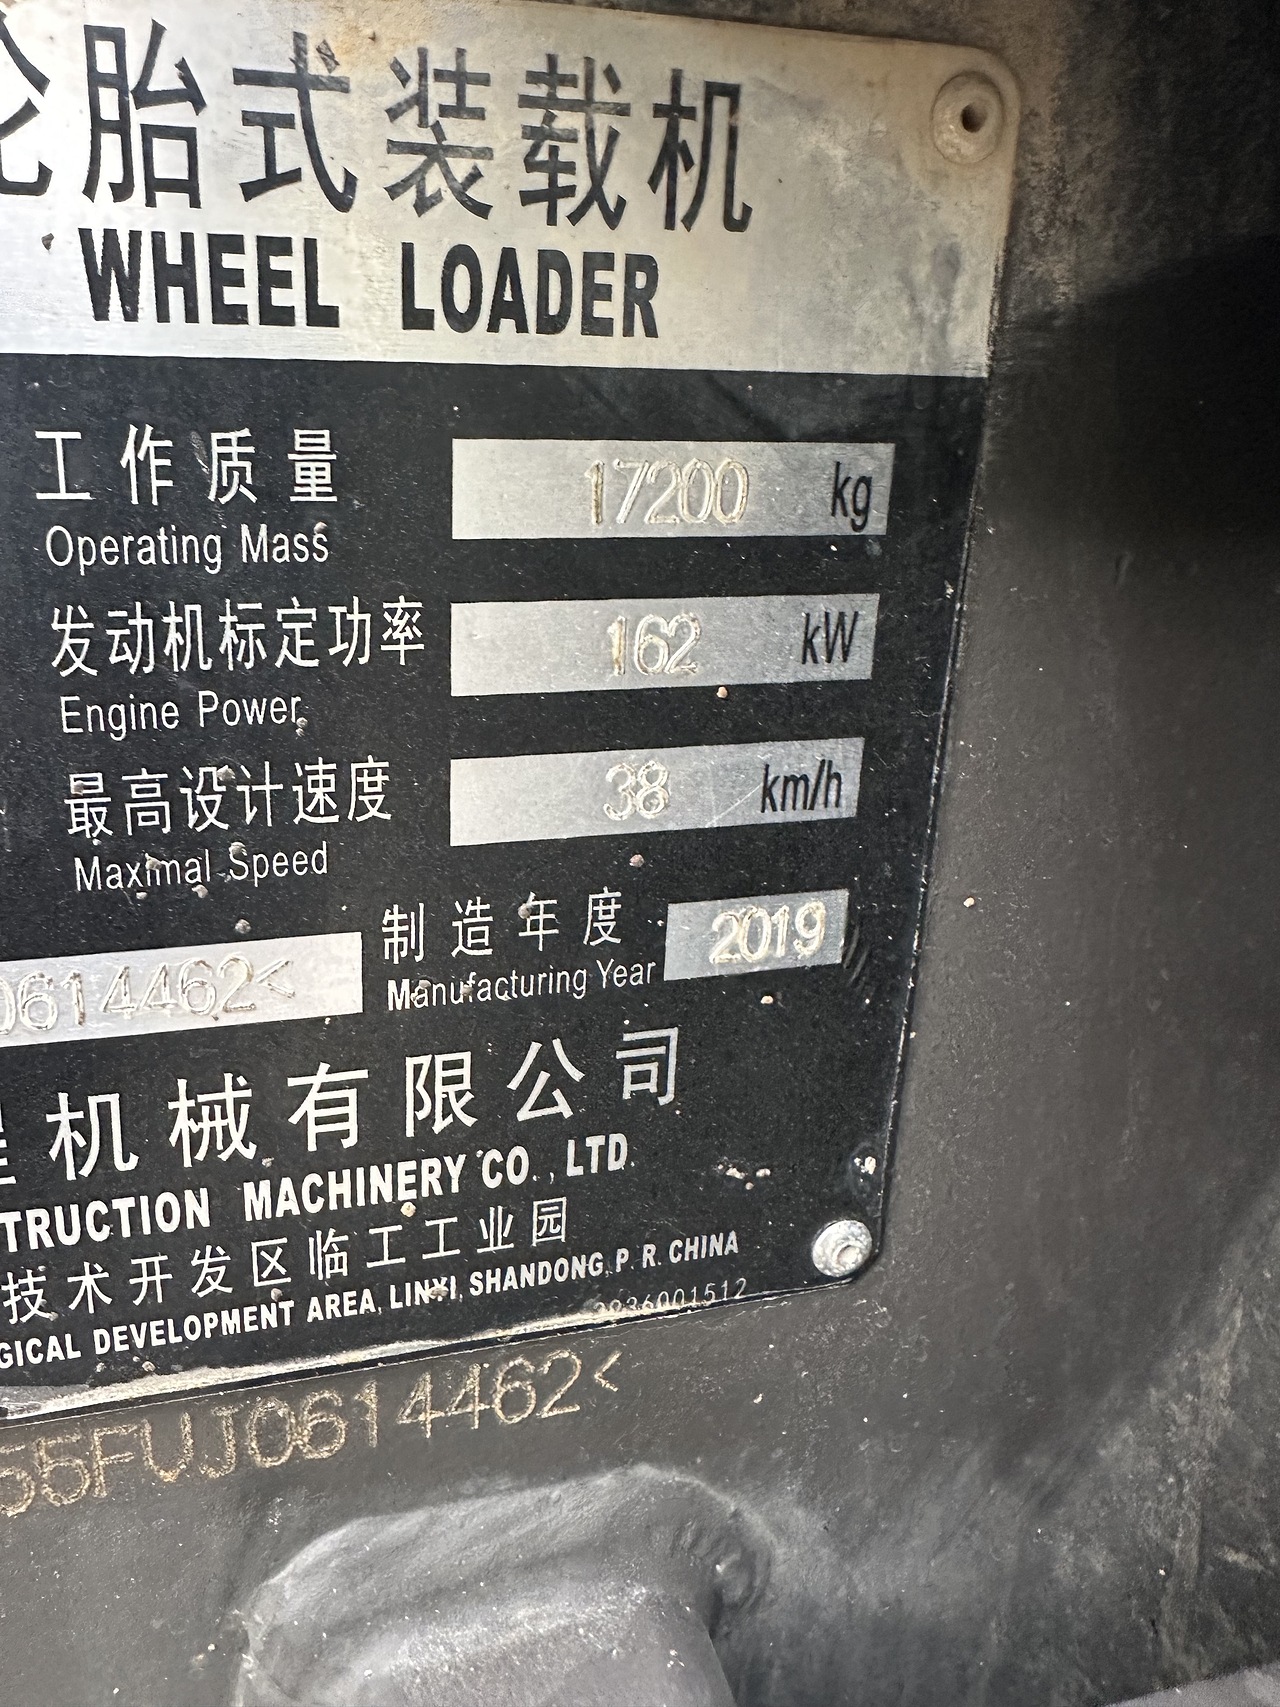 轮胎式装载机
WHEEL LOADER
工作质量 17200 kg
Operating Mass
发动机标定功率 162 kW
Engine Power
最高设计速度 38 km/h
Maximal Speed
制造年度 2019
0614462< Manufacturing Year
程机械有限公司
TRUCTION MACHINERY CO., LTD.
技术开发区临工工业园
GICAL DEVELOPMENT AREA, LINYI, SHANDONG, P. R. CHINA
2936001512
55FUJ0614462<